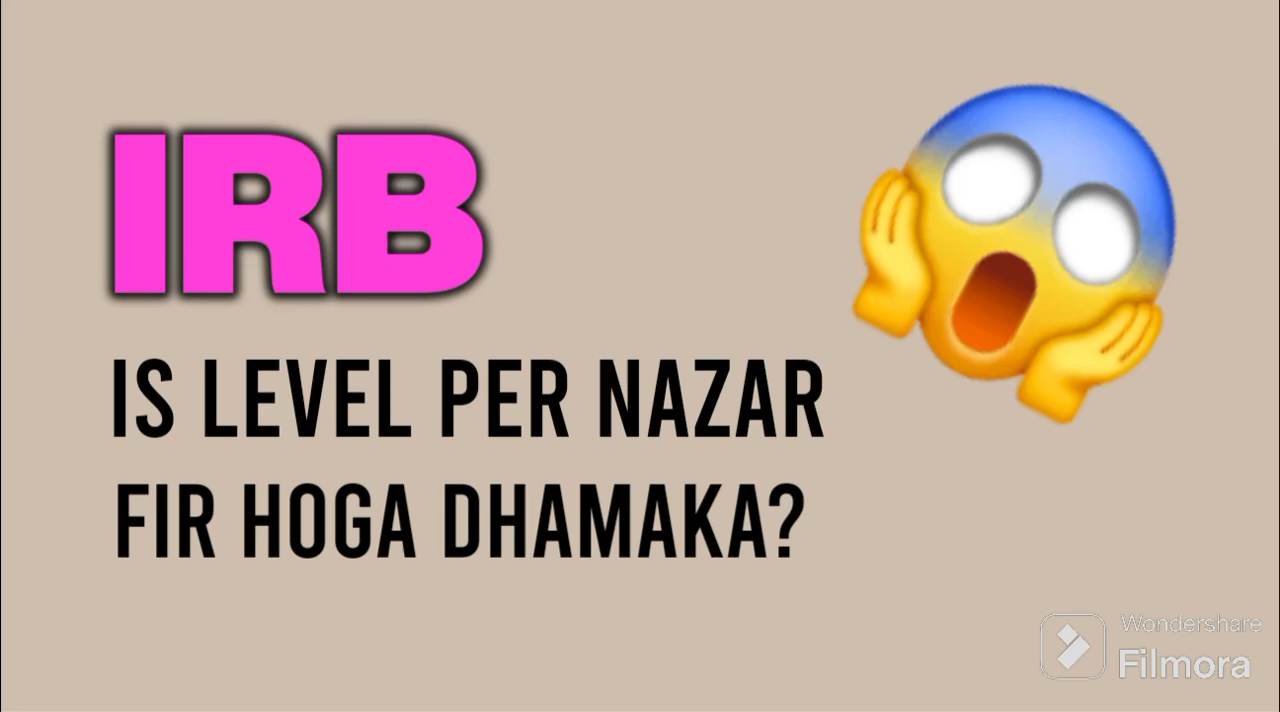 IRB
IS LEVEL PER NAZAR
FIR HOGA DHAMAKA?
Wondershare
Filmora